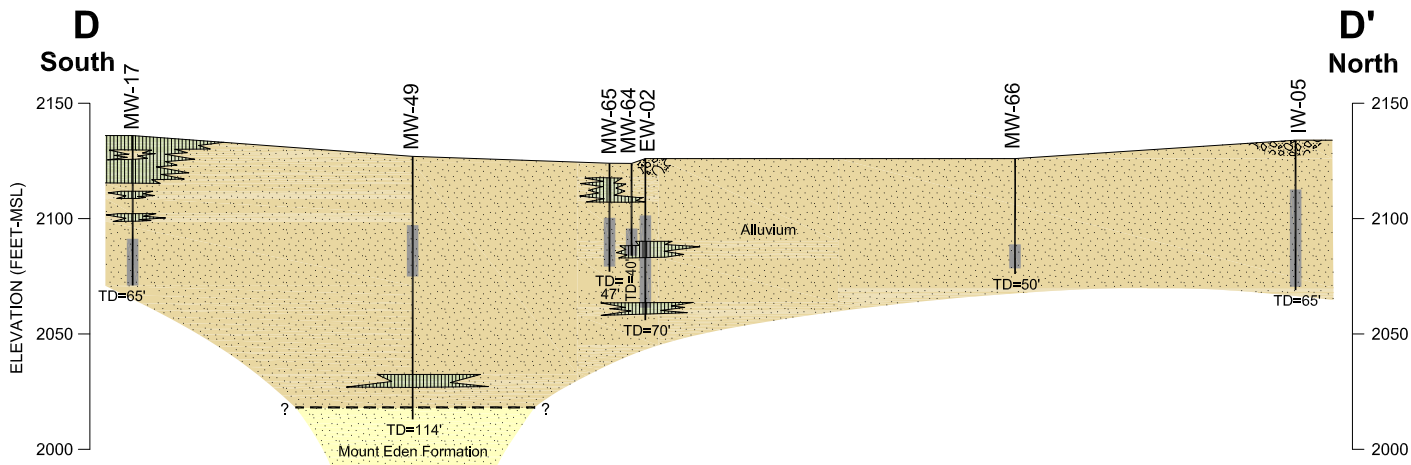 D
South
D'
North
MW-17
MW-49
MW-65
MW-64
EW-02
MW-66
IW-05
ELEVATION (FEET-MSL)
2150
2100
2050
2000
2150
2100
2050
2000
Alluvium
TD=65'
TD=114'
TD=
47'
TD=40'
TD=70'
TD=50'
TD=65'
?
?
Mount Eden Formation